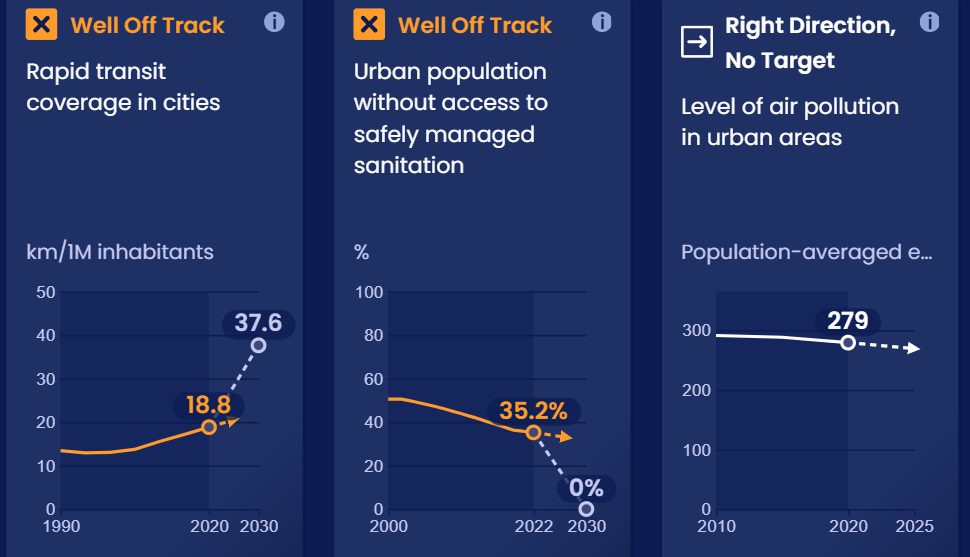 Well Off Track
Rapid transit
coverage in cities
km/1M inhabitants
50
40
30
20
10
0
37.6
18.8
1990
2020
2030
Well Off Track
Urban population
without access to
safely managed
sanitation
%
100
80
60
40
20
0
35.2%
0%
2000
2022
2030
Right Direction,
No Target
Level of air pollution
in urban areas
Population-averaged e...
300
200
100
0
279
2010
2020
2025